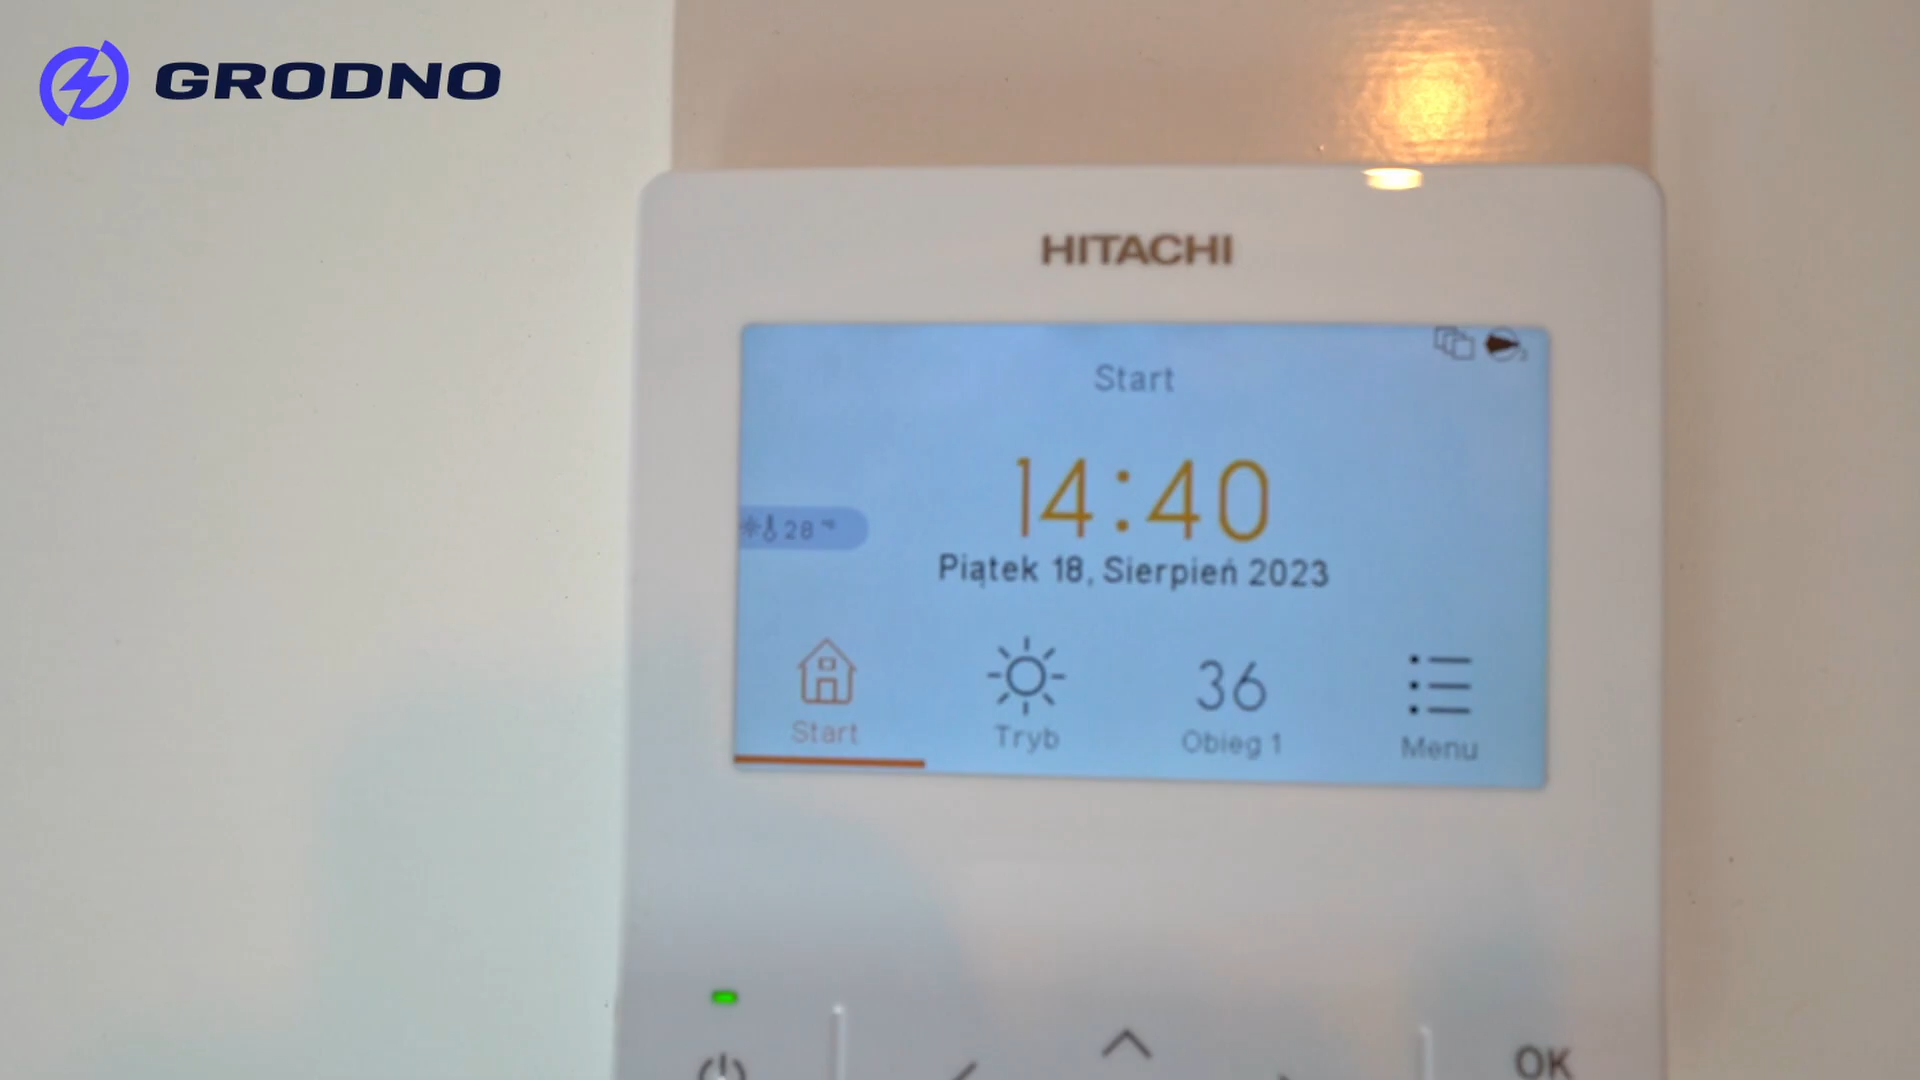 GRODNO
HITACHI
Start
14:40
28 °C
Piątek 18, Sierpień 2023
36
Start
Tryb
Obieg 1
Menu
OK